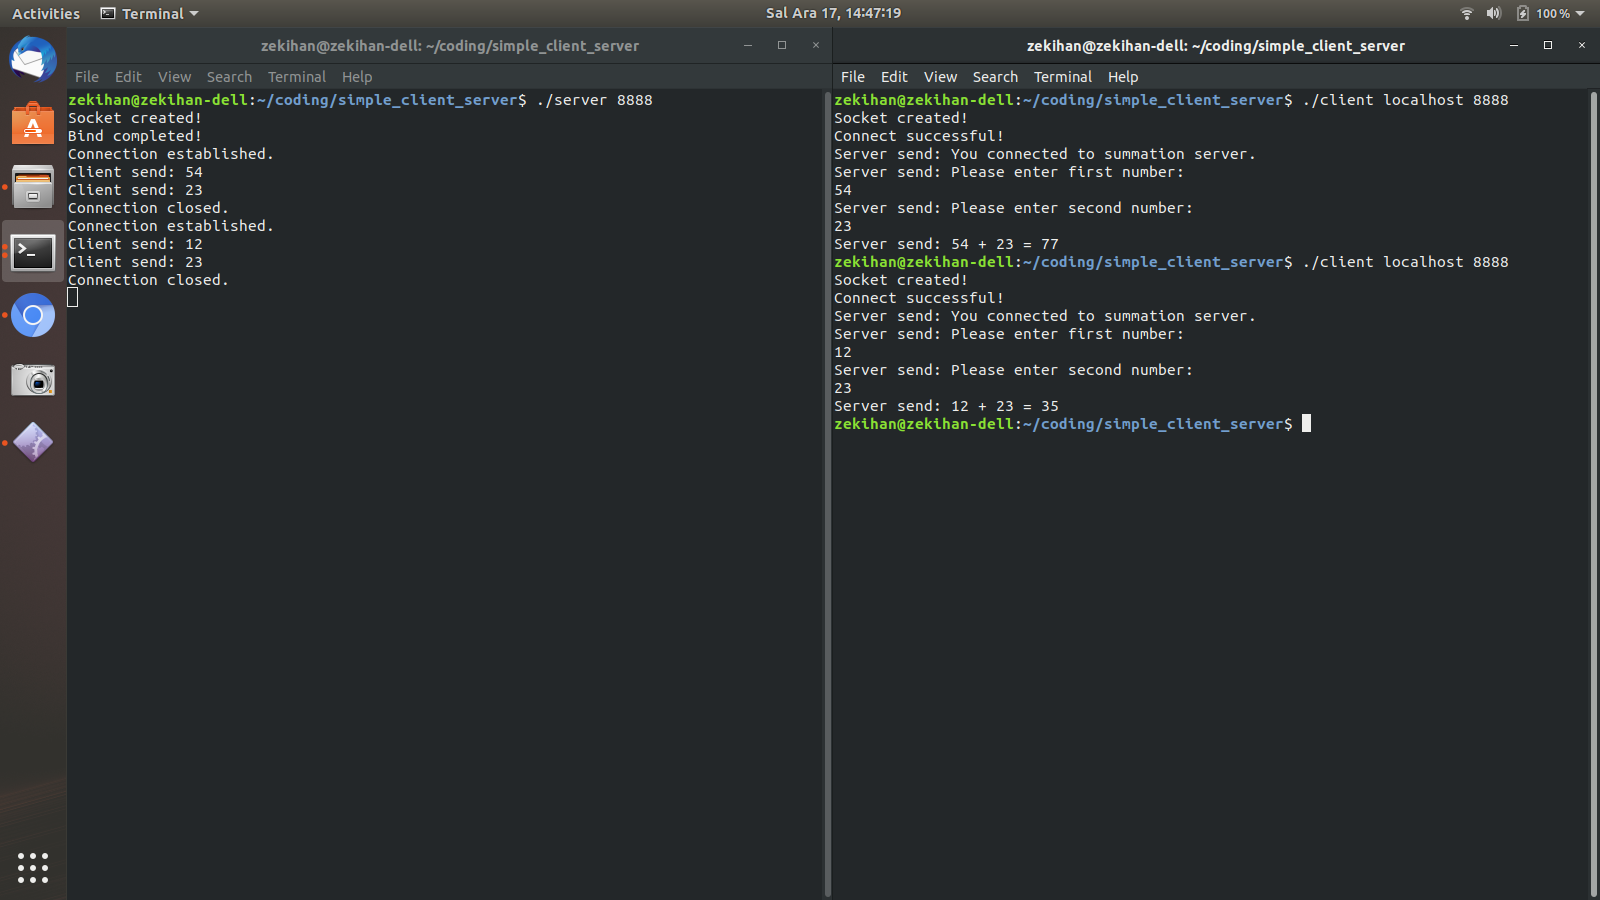 Activities Terminal Sal Ara 17, 14:47:19 100%
zekihan@zekihan-dell: ~/coding/simple_client_server
File Edit View Search Terminal Help
zekihan@zekihan-dell:~/coding/simple_client_server$ ./server 8888
Socket created!
Bind completed!
Connection established.
Client send: 54
Client send: 23
Connection closed.
Connection established.
Client send: 12
Client send: 23
Connection closed.
zekihan@zekihan-dell: ~/coding/simple_client_server
File Edit View Search Terminal Help
zekihan@zekihan-dell:~/coding/simple_client_server$ ./client localhost 8888
Socket created!
Connect successful!
Server send: You connected to summation server.
Server send: Please enter first number:
54
Server send: Please enter second number:
23
Server send: 54 + 23 = 77
zekihan@zekihan-dell:~/coding/simple_client_server$ ./client localhost 8888
Socket created!
Connect successful!
Server send: You connected to summation server.
Server send: Please enter first number:
12
Server send: Please enter second number:
23
Server send: 12 + 23 = 35
zekihan@zekihan-dell:~/coding/simple_client_server$